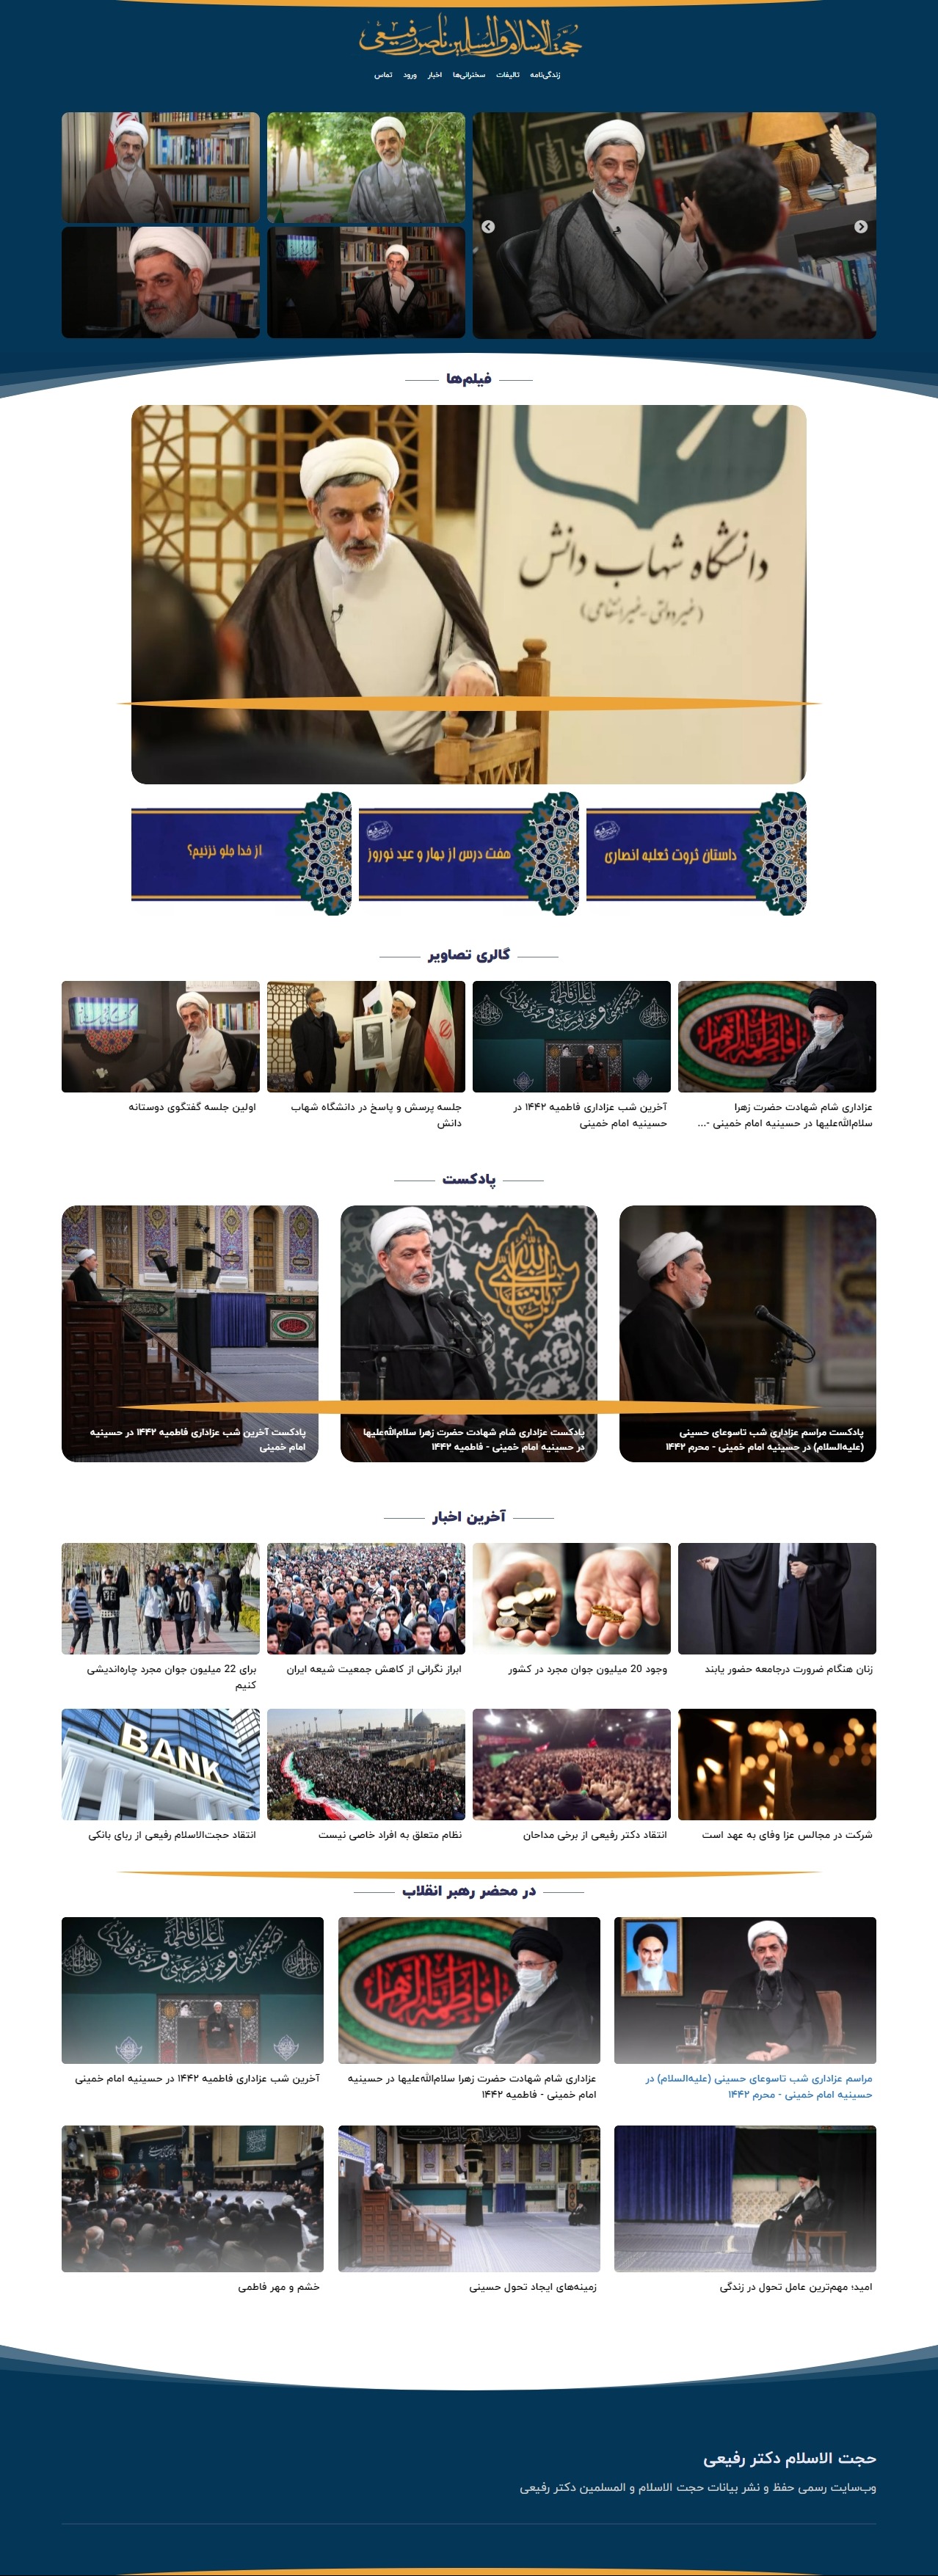 حجت الاسلام والمسلمین ناصر رفیعی
زندگی‌نامه تالیفات سخنرانی‌ها اخبار ورود تماس
فیلم‌ها
دانشگاه شهاب دانش
(غیردولتی-غیرانتفاعی)
داستان ثروت ثعلبه انصاری
هفت درس از بهار و عید نوروز
از خدا جلو نزنیم؟
گالری تصاویر
عزاداری شام شهادت حضرت زهرا
سلام‌الله‌علیها در حسینیه امام خمینی -...
آخرین شب عزاداری فاطمیه ۱۴۴۲ در
حسینیه امام خمینی
جلسه پرسش و پاسخ در دانشگاه شهاب
دانش
اولین جلسه گفتگوی دوستانه
پادکست
پادکست مراسم عزاداری شب تاسوعای حسینی
(علیه‌السلام) در حسینیه امام خمینی - محرم ۱۴۴۲
پادکست عزاداری شام شهادت حضرت زهرا سلام‌الله‌علیها
در حسینیه امام خمینی - فاطمیه ۱۴۴۲
پادکست آخرین شب عزاداری فاطمیه ۱۴۴۲ در حسینیه
امام خمینی
آخرین اخبار
زنان هنگام ضرورت درجامعه حضور یابند
وجود 20 میلیون جوان مجرد در کشور
ابراز نگرانی از کاهش جمعیت شیعه ایران
برای 22 میلیون جوان مجرد چاره‌اندیشی
کنیم
BANK
شرکت در مجالس عزا وفای به عهد است
انتقاد دکتر رفیعی از برخی مداحان
نظام متعلق به افراد خاصی نیست
انتقاد حجت‌الاسلام رفیعی از ربای بانکی
در محضر رهبر انقلاب
مراسم عزاداری شب تاسوعای حسینی (علیه‌السلام) در
حسینیه امام خمینی - محرم ۱۴۴۲
عزاداری شام شهادت حضرت زهرا سلام‌الله‌علیها در حسینیه
امام خمینی - فاطمیه ۱۴۴۲
آخرین شب عزاداری فاطمیه ۱۴۴۲ در حسینیه امام خمینی
امید؛ مهم‌ترین عامل تحول در زندگی
زمینه‌های ایجاد تحول حسینی
خشم و مهر فاطمی
حجت الاسلام دکتر رفیعی
وب‌سایت رسمی حفظ و نشر بیانات حجت الاسلام و المسلمین دکتر رفیعی